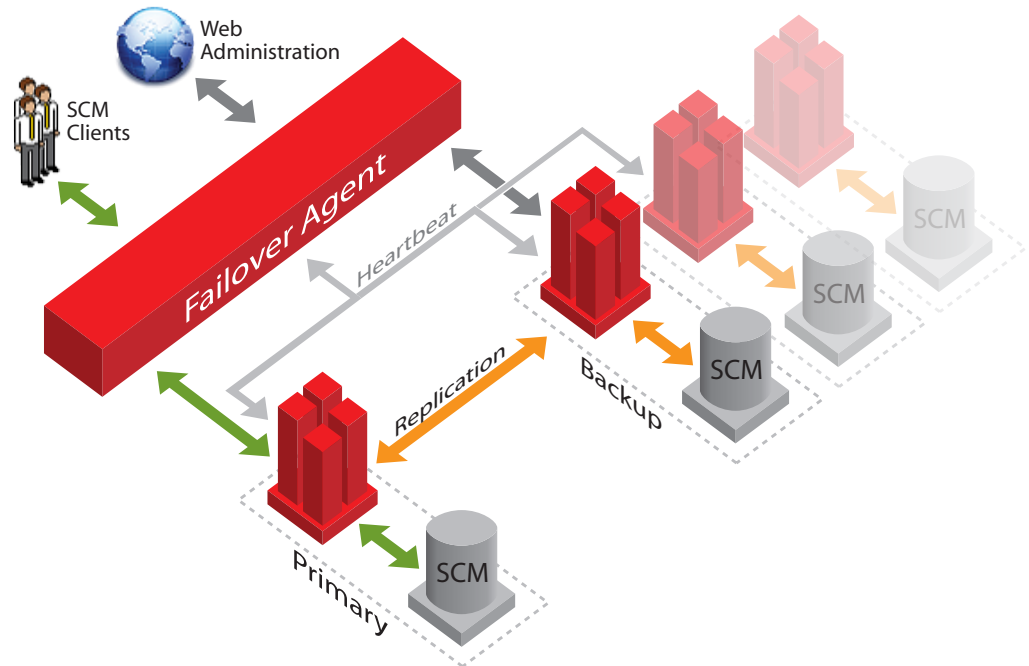 Web
Administration
SCM
Clients
Failover Agent
Heartbeat
Replication
Backup
Primary
SCM
SCM
SCM
SCM